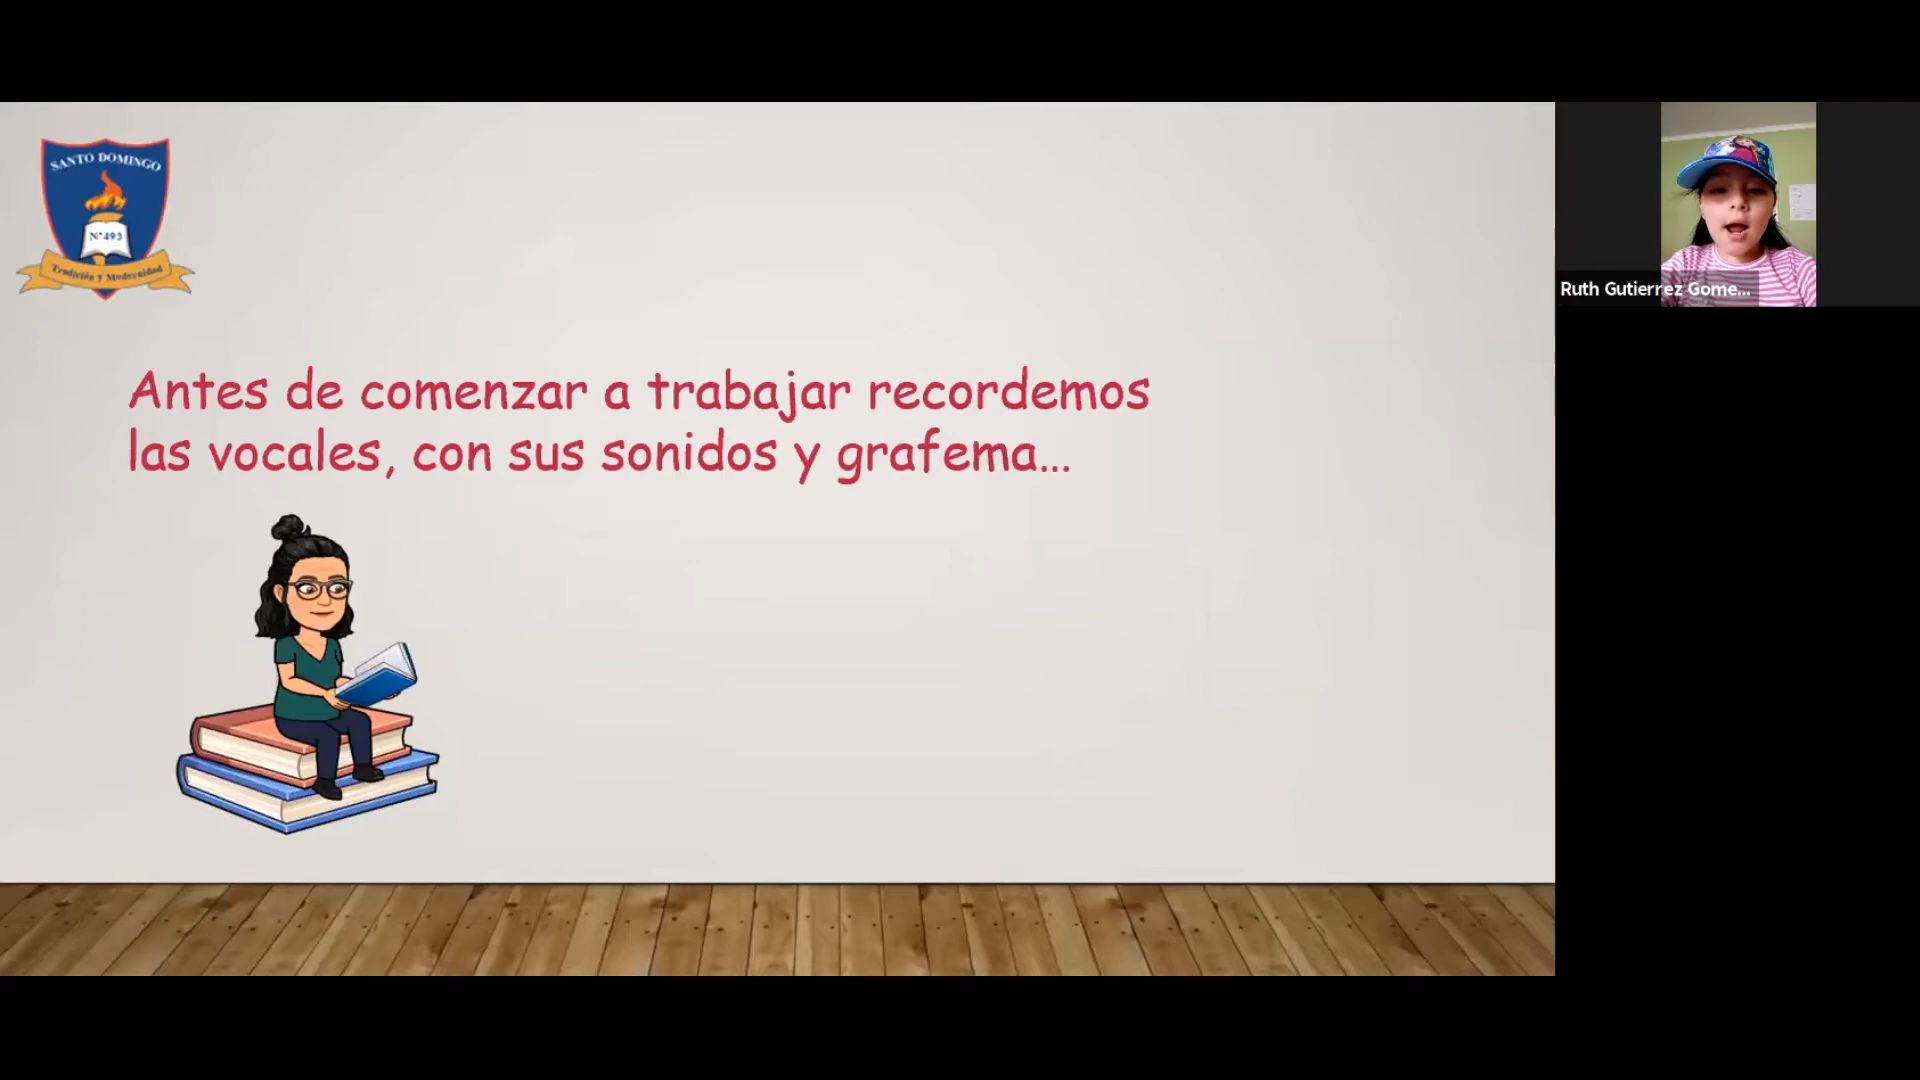 SANTO DOMINGO
N°493
Tradición y Modernidad
Antes de comenzar a trabajar recordemos
las vocales, con sus sonidos y grafema...
Ruth Gutierrez Gome...